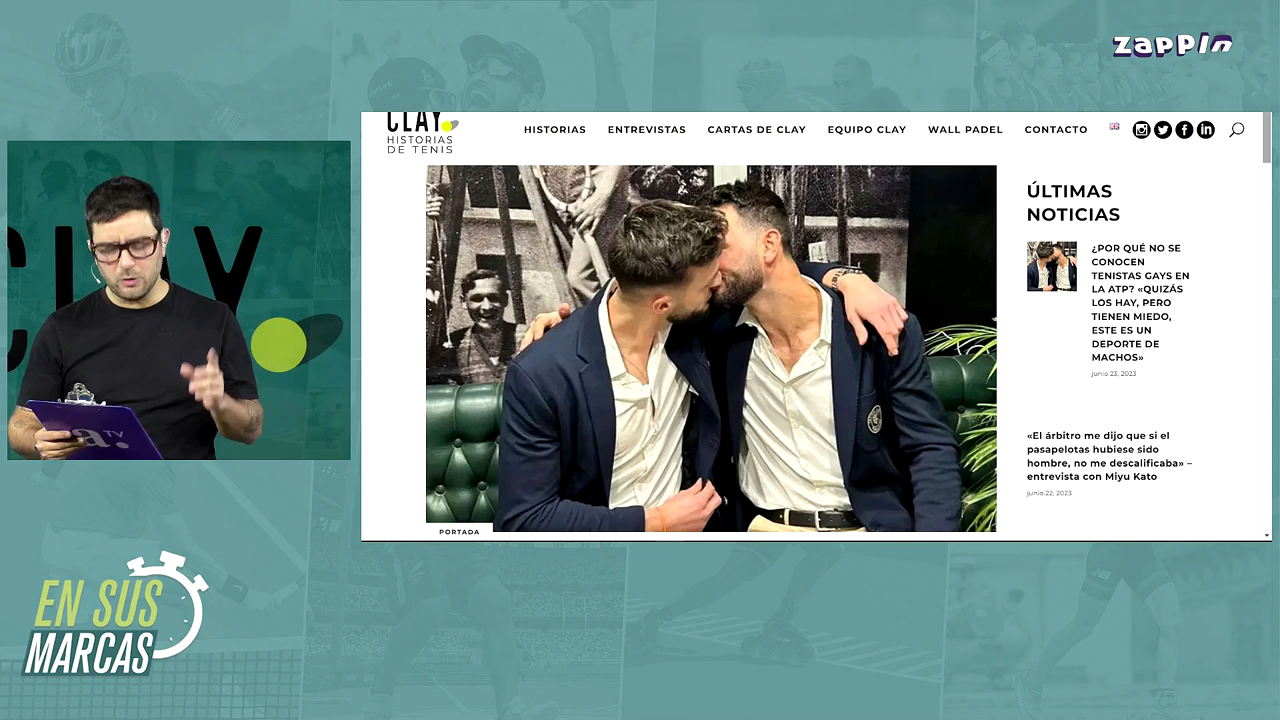 zappin
CLAY
HISTORIAS
DE TENIS
HISTORIAS
ENTREVISTAS
CARTAS DE CLAY
EQUIPO CLAY
WALL PADEL
CONTACTO
CLAY
a.TV
PORTADA
ÚLTIMAS
NOTICIAS
¿POR QUÉ NO SE
CONOCEN
TENISTAS GAYS EN
LA ATP? «QUIZÁS
LOS HAY, PERO
TIENEN MIEDO,
ESTE ES UN
DEPORTE DE
MACHOS»
junio 23, 2023
«El árbitro me dijo que si el
pasapelotas hubiese sido
hombre, no me descalificaba» –
entrevista con Miyu Kato
junio 22, 2023
EN SUS
MARCAS